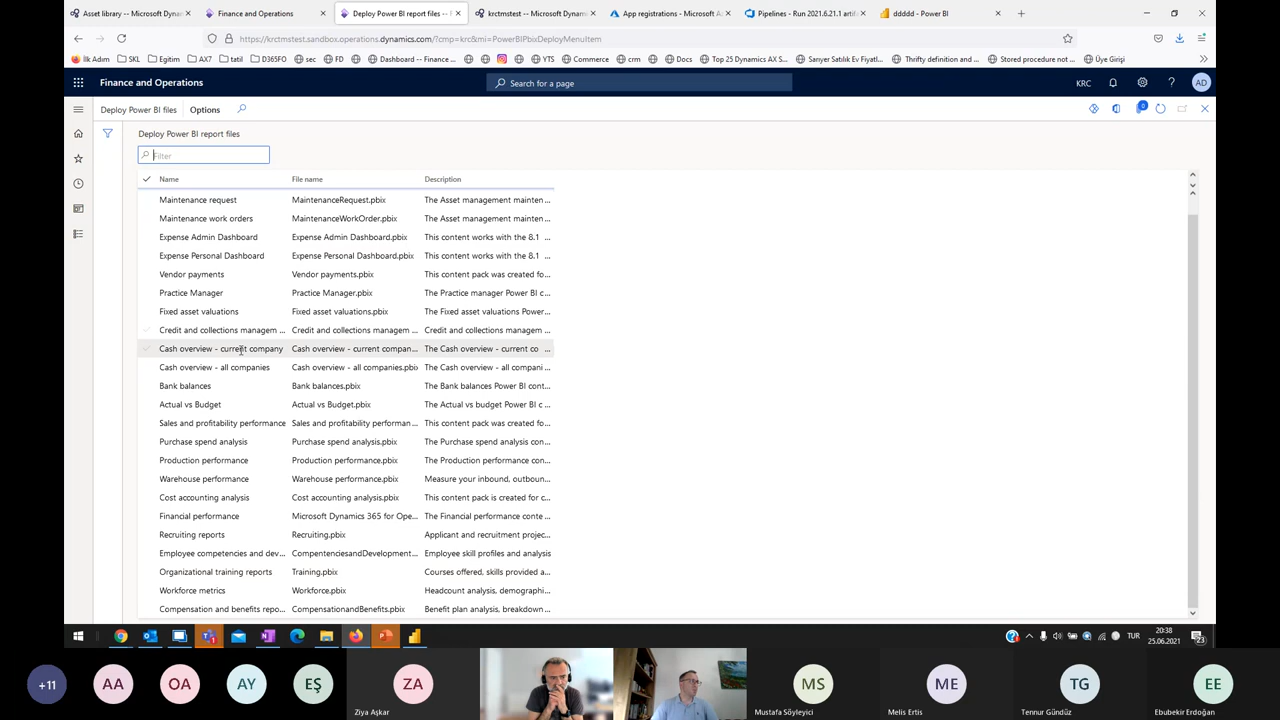 Asset library -- Microsoft Dynami
Finance and Operations
Deploy Power BI report files -- F
krctmstest -- Microsoft Dynami
App registrations - Microsoft Az
Pipelines - Run 2021.6.21.1 artif
ddddd - Power BI
https://krctmstest.sandbox.operations.dynamics.com/?cmp=krc&mi=PowerBIPbixDeployMenuItem
İlk Adım
SKL
Egitim
AX7
tatil
D365FO
sec
FD
Dashboard -- Finance ...
YTS
Commerce
crm
Docs
Top 25 Dynamics AX S...
Sarıyer Satılık Ev Fiyatl...
Thrifty definition and ...
Stored procedure not ...
Üye Girişi
Finance and Operations
Search for a page
KRC
AD
Deploy Power BI files
Options
0
Deploy Power BI report files
Filter
Name File name Description
Maintenance request MaintenanceRequest.pbix The Asset management mainten...
Maintenance work orders MaintenanceWorkOrder.pbix The Asset management mainten...
Expense Admin Dashboard Expense Admin Dashboard.pbix This content works with the 8.1 ...
Expense Personal Dashboard Expense Personal Dashboard.pbix This content works with the 8.1 ...
Vendor payments Vendor payments.pbix This content pack was created fo...
Practice Manager Practice Manager.pbix The Practice manager Power BI c...
Fixed asset valuations Fixed asset valuations.pbix The Fixed asset valuations Power...
Credit and collections managem ... Credit and collections managem ... Credit and collections managem ...
Cash overview - current company Cash overview - current compan... The Cash overview - current co ...
Cash overview - all companies Cash overview - all companies.pbix The Cash overview - all compani...
Bank balances Bank balances.pbix The Bank balances Power BI cont...
Actual vs Budget Actual vs Budget.pbix The Actual vs budget Power BI c ...
Sales and profitability performance Sales and profitability performan... This content pack was created fo...
Purchase spend analysis Purchase spend analysis.pbix The Purchase spend analysis con...
Production performance Production performance.pbix The Production performance con...
Warehouse performance Warehouse performance.pbix Measure your inbound, outboun...
Cost accounting analysis Cost accounting analysis.pbix This content pack is created for c...
Financial performance Microsoft Dynamics 365 for Ope... The Financial performance conte ...
Recruiting reports Recruiting.pbix Applicant and recruitment projec...
Employee competencies and dev... CompentenciesandDevelopment... Employee skill profiles and analysis
Organizational training reports Training.pbix Courses offered, skills provided a...
Workforce metrics Workforce.pbix Headcount analysis, demographi...
Compensation and benefits repo... CompensationandBenefits.pbix Benefit plan analysis, breakdown ...
TUR
20:38
25.06.2021
23
+11
AA
OA
AY
EŞ
ZA
MS
ME
TG
EE
Ziya Aşkar
Mustafa Söyleyici
Melis Ertis
Tennur Gündüz
Ebubekir Erdoğan